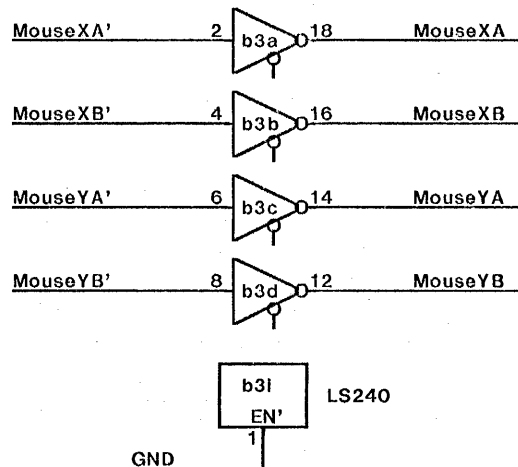 MouseXA' 2 b3a 18 MouseXA
MouseXB' 4 b3b 16 MouseXB
MouseYA' 6 b3c 14 MouseYA
MouseYB' 8 b3d 12 MouseYB
b3i LS240
EN'
1
GND